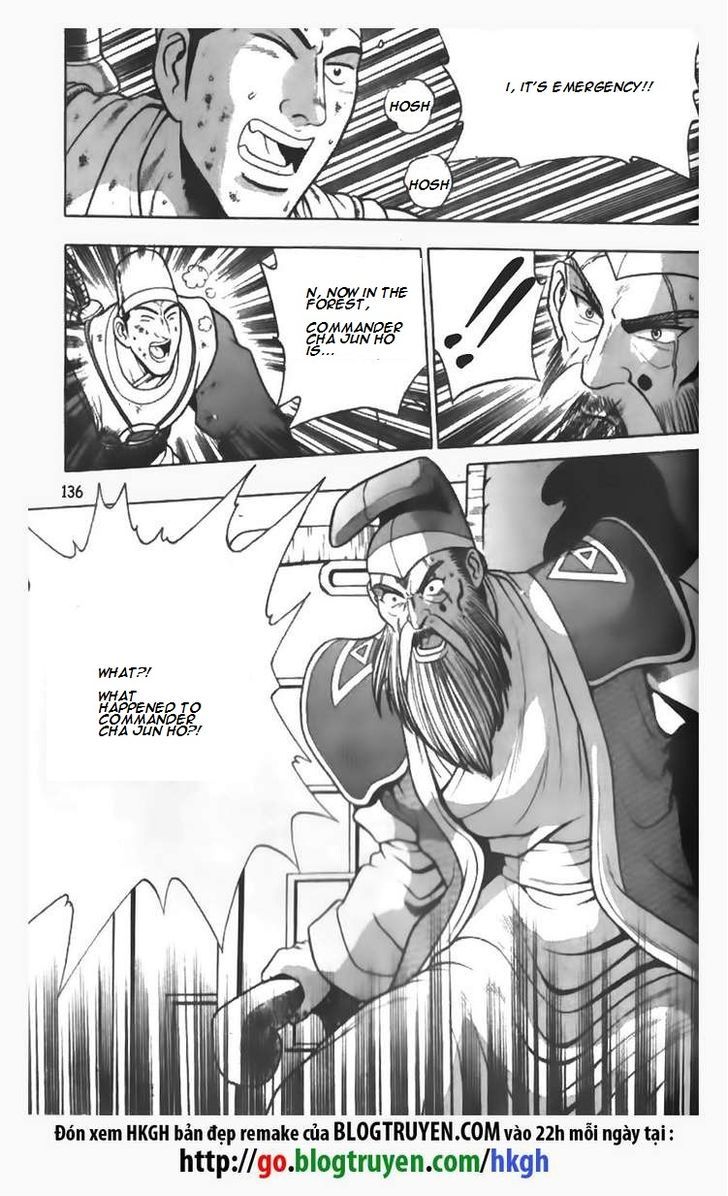 I, IT'S EMERGENCY!!
HOSH
HOSH
N, NOW IN THE
FOREST,
COMMANDER
CHA JUN HO
IS...
!!
136
WHAT?!
WHAT
HAPPENED TO
COMMANDER
CHA JUN HO?!
Đón xem HKGH bản đẹp remake của BLOGTRUYEN.COM vào 22h mỗi ngày tại :
http://go.blogtruyen.com/hkgh